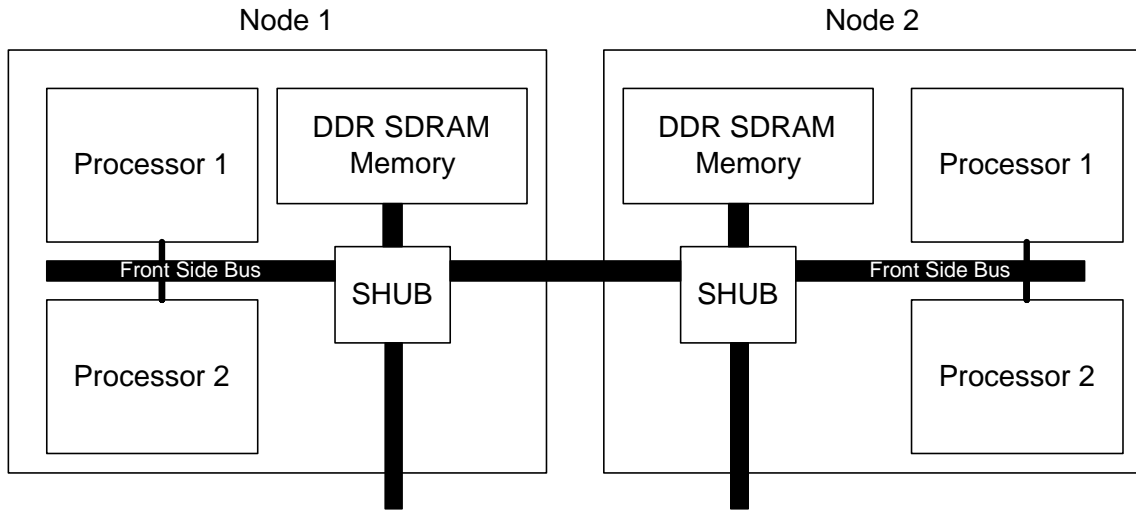 Node 1
Node 2
Processor 1
DDR SDRAM
Memory
DDR SDRAM
Memory
Processor 1
Front Side Bus
SHUB
SHUB
Front Side Bus
Processor 2
Processor 2